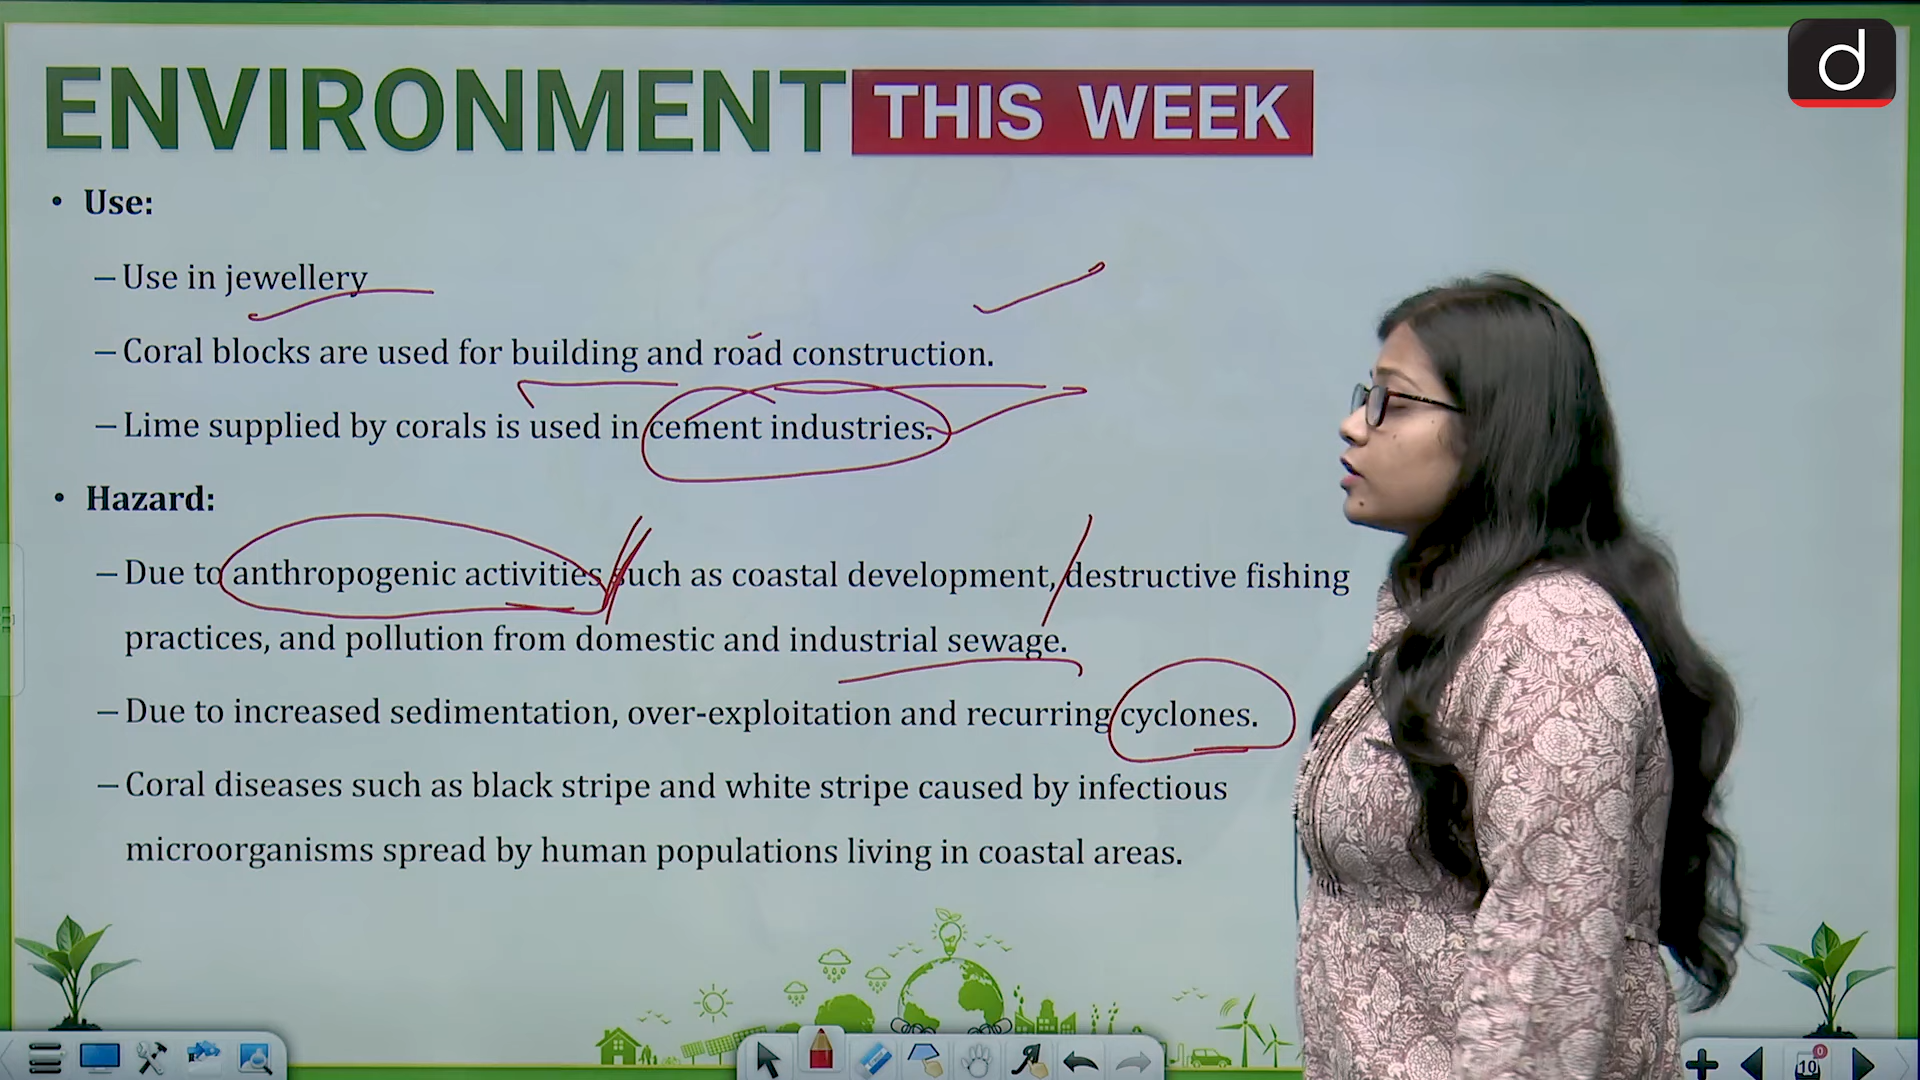 ENVIRONMENT THIS WEEK
d
• Use:
– Use in jewellery
– Coral blocks are used for building and road construction.
– Lime supplied by corals is used in cement industries.
• Hazard:
– Due to anthropogenic activities such as coastal development, destructive fishing
practices, and pollution from domestic and industrial sewage.
– Due to increased sedimentation, over-exploitation and recurring cyclones.
– Coral diseases such as black stripe and white stripe caused by infectious
microorganisms spread by human populations living in coastal areas.
10
0